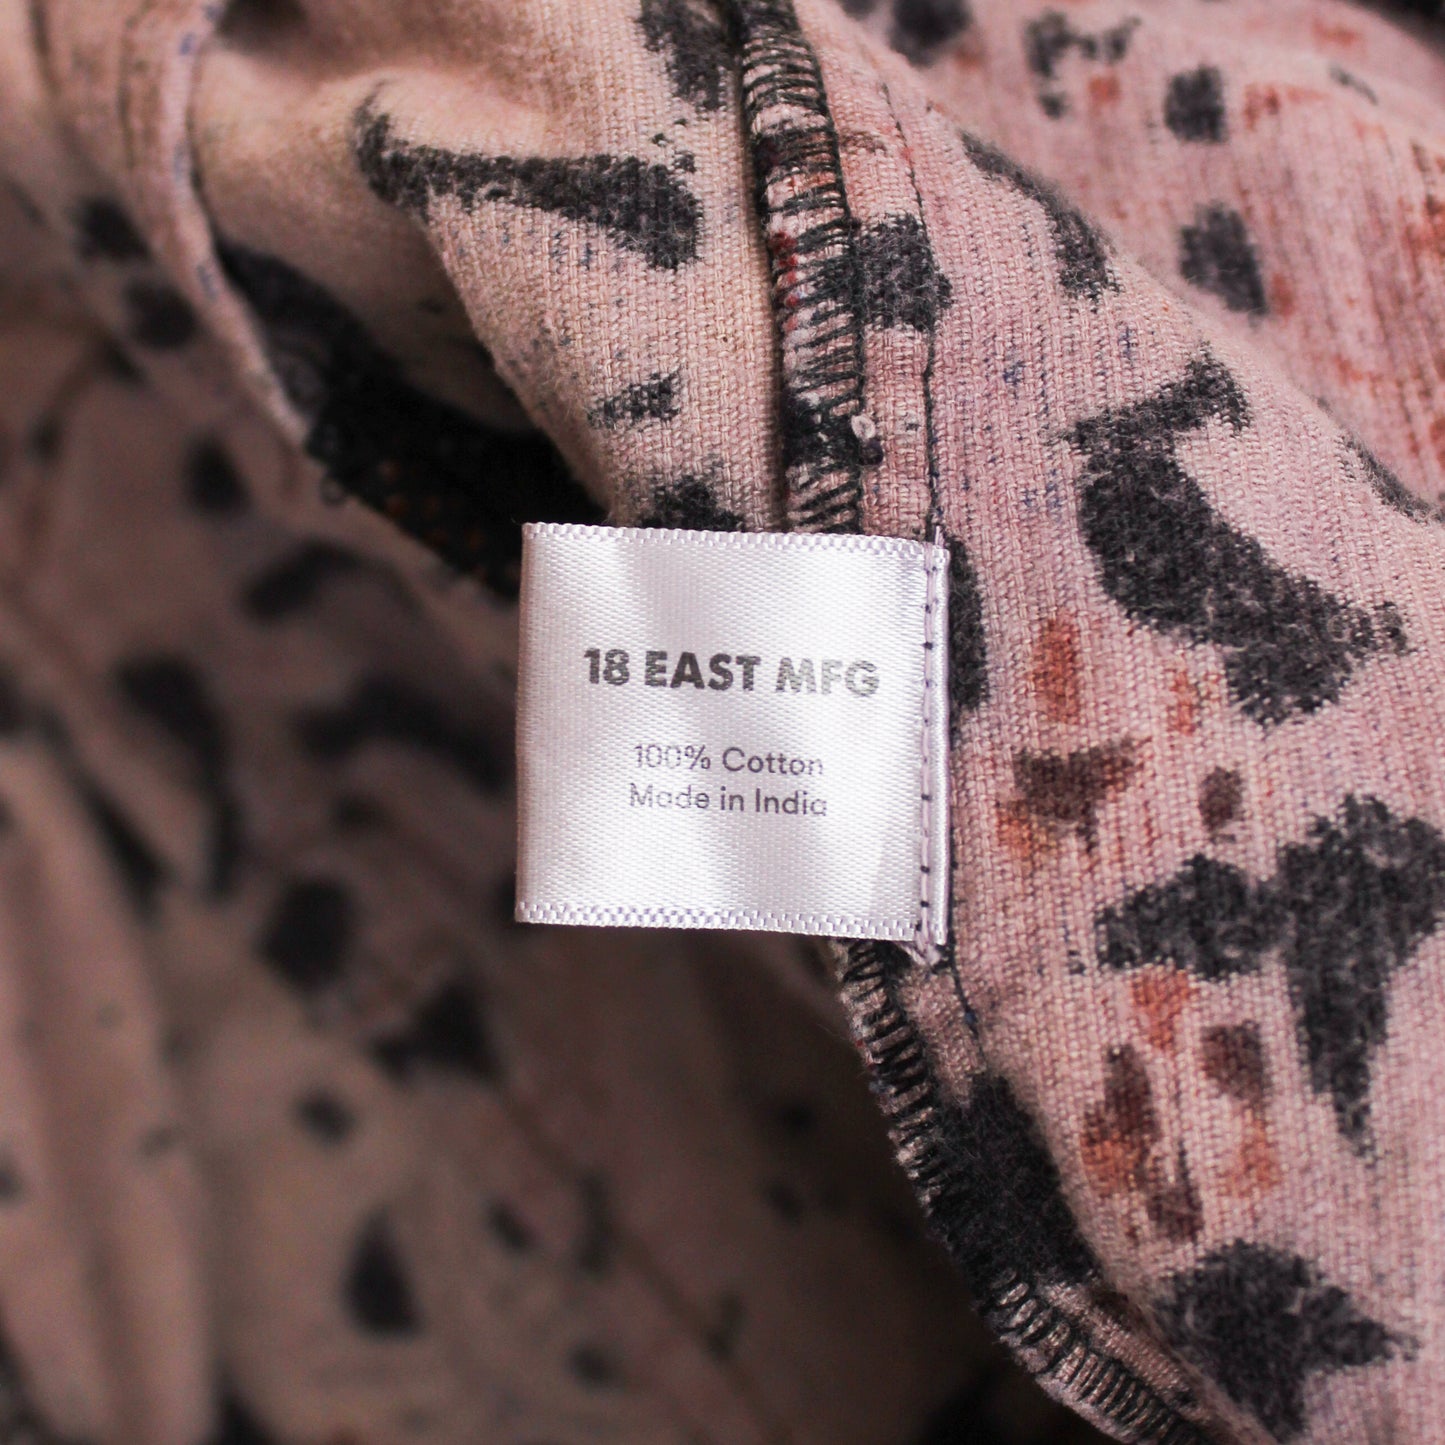 18 EAST MFG
100% Cotton
Made in India